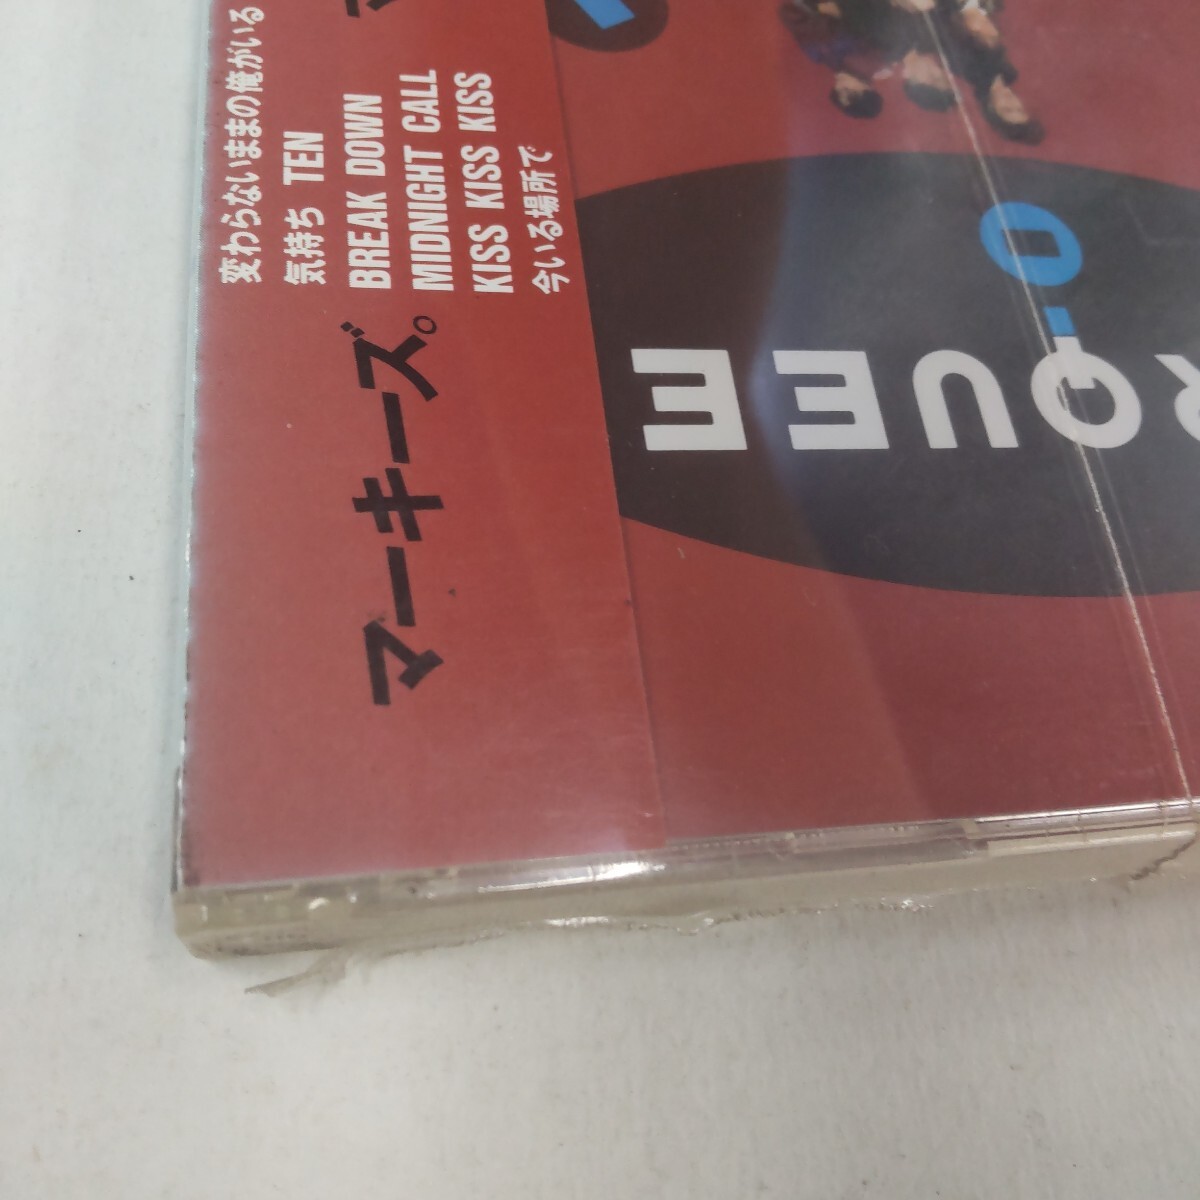 変わらないままの俺がいる
気持ち TEN
BREAK DOWN
MIDNIGHT CALL
KISS KISS KISS
今いる場所で
マーキーズ。
RQUEE